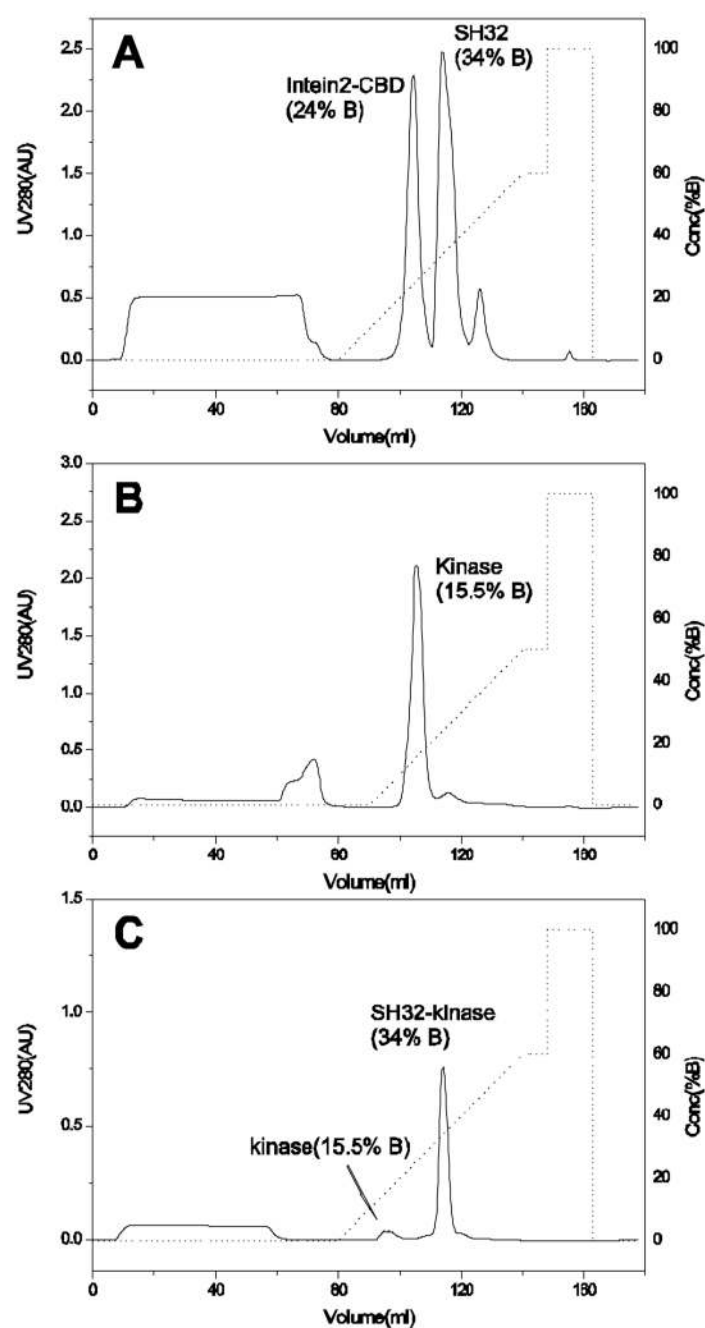 A
2.5
2.0
1.5
1.0
0.5
0.0
UV280(AU)
Intein2-CBD
(24% B)
SH32
(34% B)
100
80
60
40
20
0
Conc(%B)
0
40
80
120
160
Volume(ml)
B
3.0
2.5
2.0
1.5
1.0
0.5
0.0
UV280(AU)
Kinase
(15.5% B)
100
80
60
40
20
0
Conc(%B)
0
40
80
120
160
Volume(ml)
C
1.5
1.0
0.5
0.0
UV280(AU)
SH32-kinase
(34% B)
kinase(15.5% B)
100
80
60
40
20
0
Conc(%B)
0
40
80
120
160
Volume(ml)